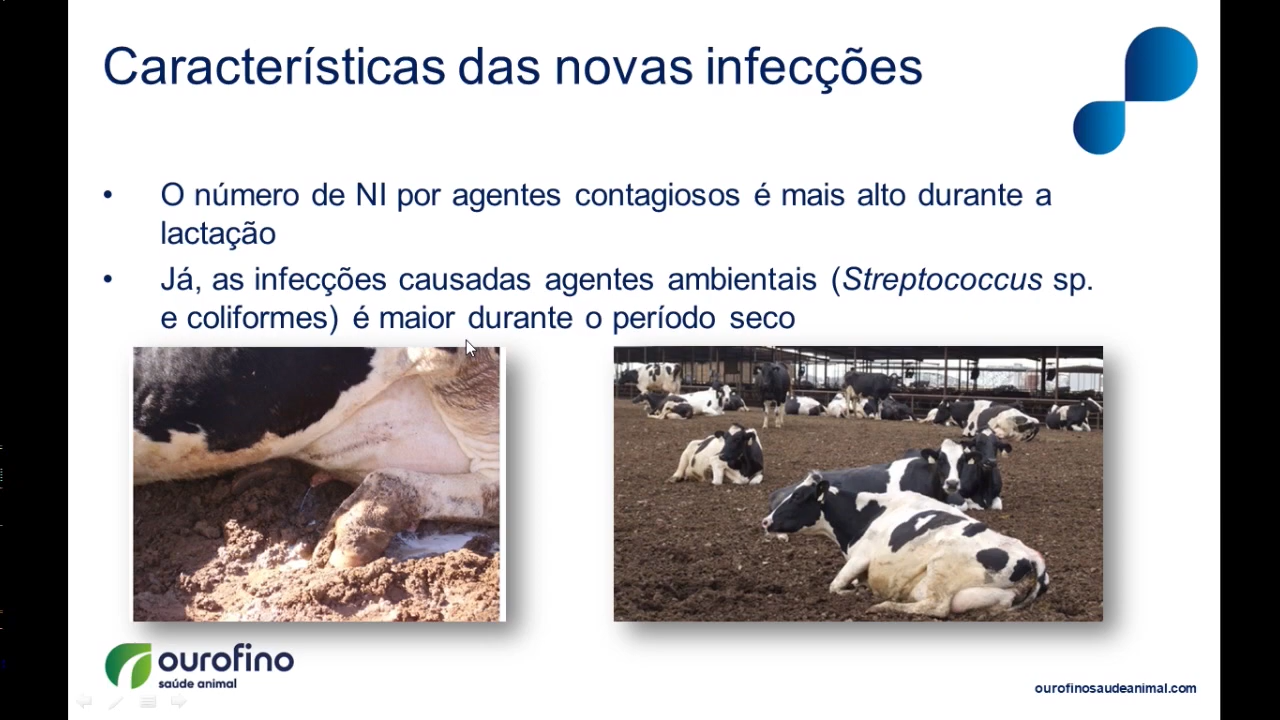 Características das novas infecções
• O número de NI por agentes contagiosos é mais alto durante a
lactação
• Já, as infecções causadas agentes ambientais (Streptococcus sp.
e coliformes) é maior durante o período seco
ourofino
saúde animal
ourofinosaudeanimal.com